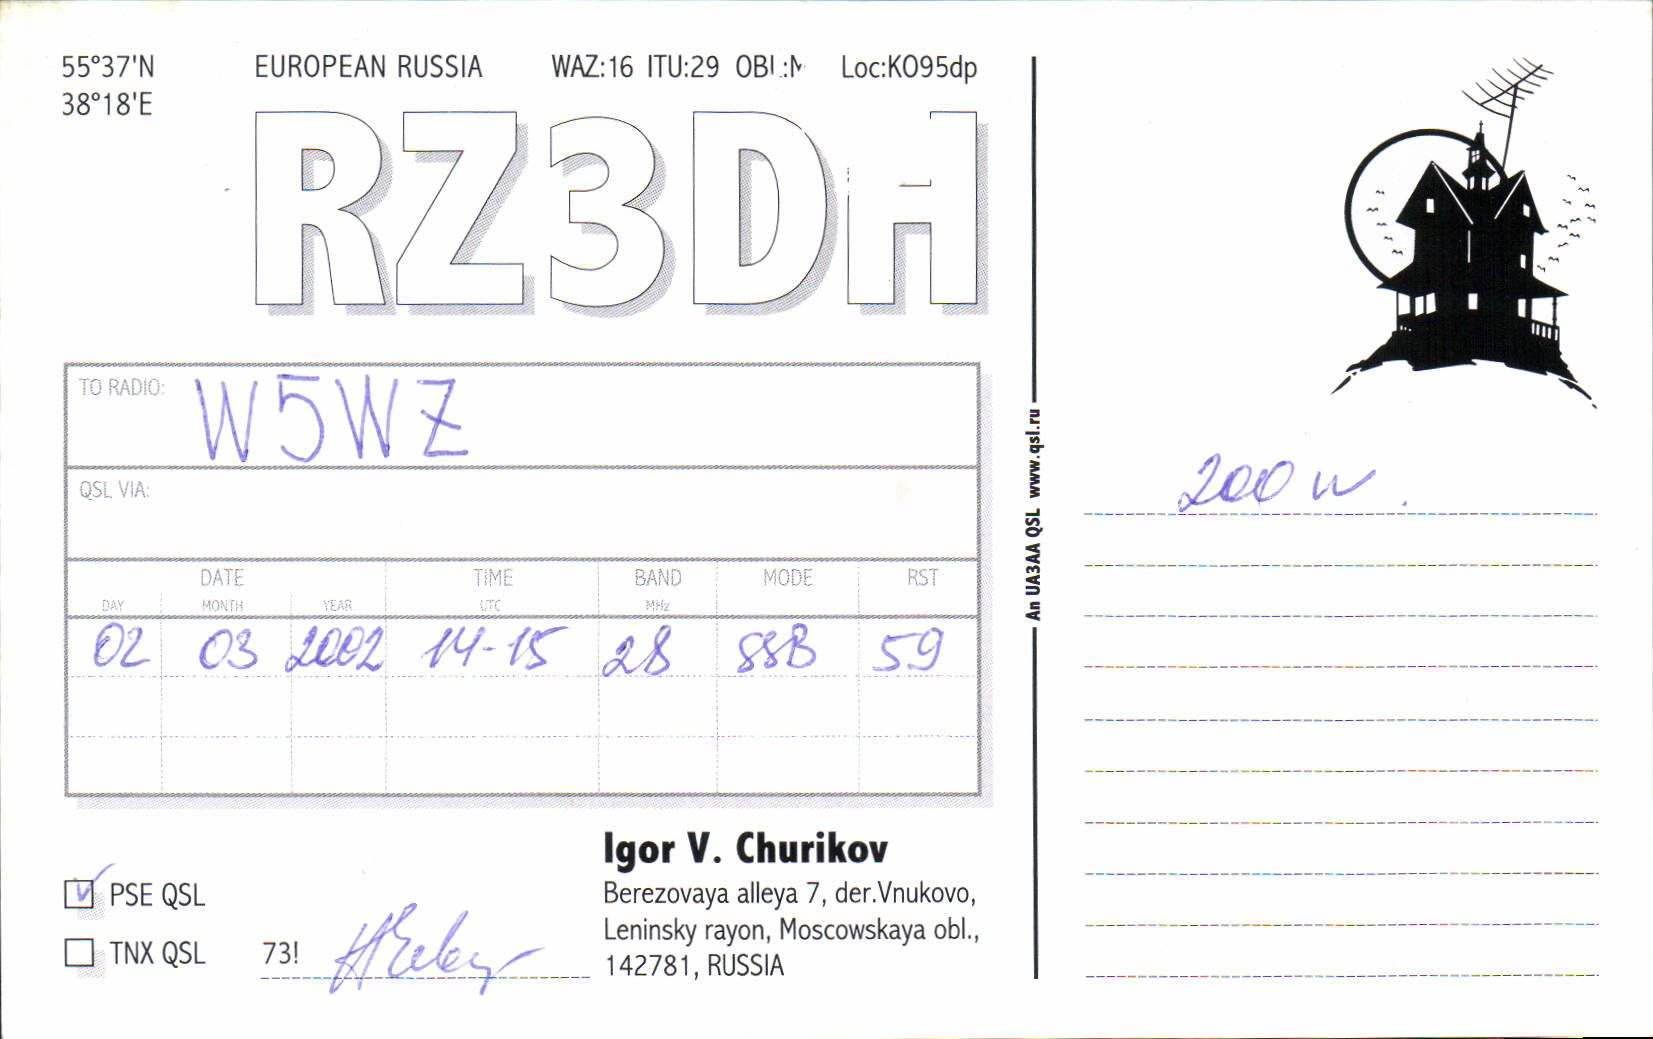 55°37'N EUROPEAN RUSSIA WAZ:16 ITU:29 Loc:KO95dp
38°18'E
RZ3DH
TO RADIO: W5WZ
QSL VIA:
DATE TIME BAND MODE RST
DAY MONTH YEAR UTC MHz
02 03 2002 14-15 28 SSB 59
PSE QSL
TNX QSL 73!
Igor V. Churikov
Berezovaya alleya 7, der.Vnukovo,
Leninsky rayon, Moscowskaya obl.,
142781, RUSSIA
An UA3AA QSL www.qsl.ru
200 w.